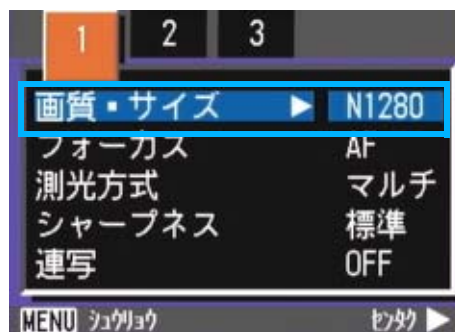 1 2 3
画質・サイズ ▶ N1280
フォーカス AF
測光方式 マルチ
シャープネス 標準
連写 OFF
MENU ｼｭｳﾘｮｳ ｾﾝﾀｸ ▶